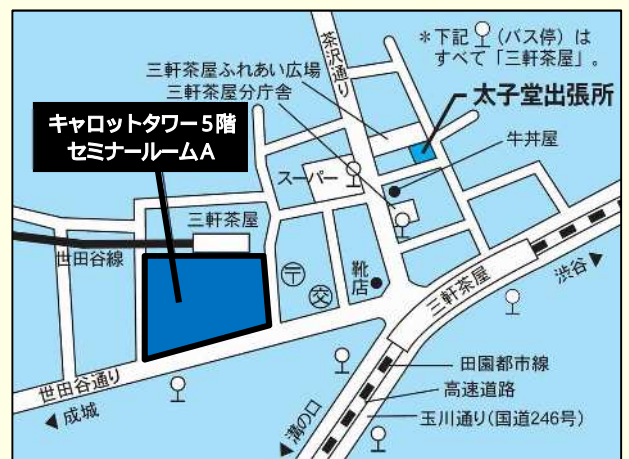 茶沢通り
*下記 (バス停) は
すべて「三軒茶屋」。
三軒茶屋ふれあい広場
三軒茶屋分庁舎
太子堂出張所
キャロットタワー5階
セミナールームA
牛丼屋
スーパー
三軒茶屋
世田谷線
〒
交
靴店
三軒茶屋
渋谷▶
世田谷通り
◀成城
◀溝の口
田園都市線
高速道路
玉川通り(国道246号)